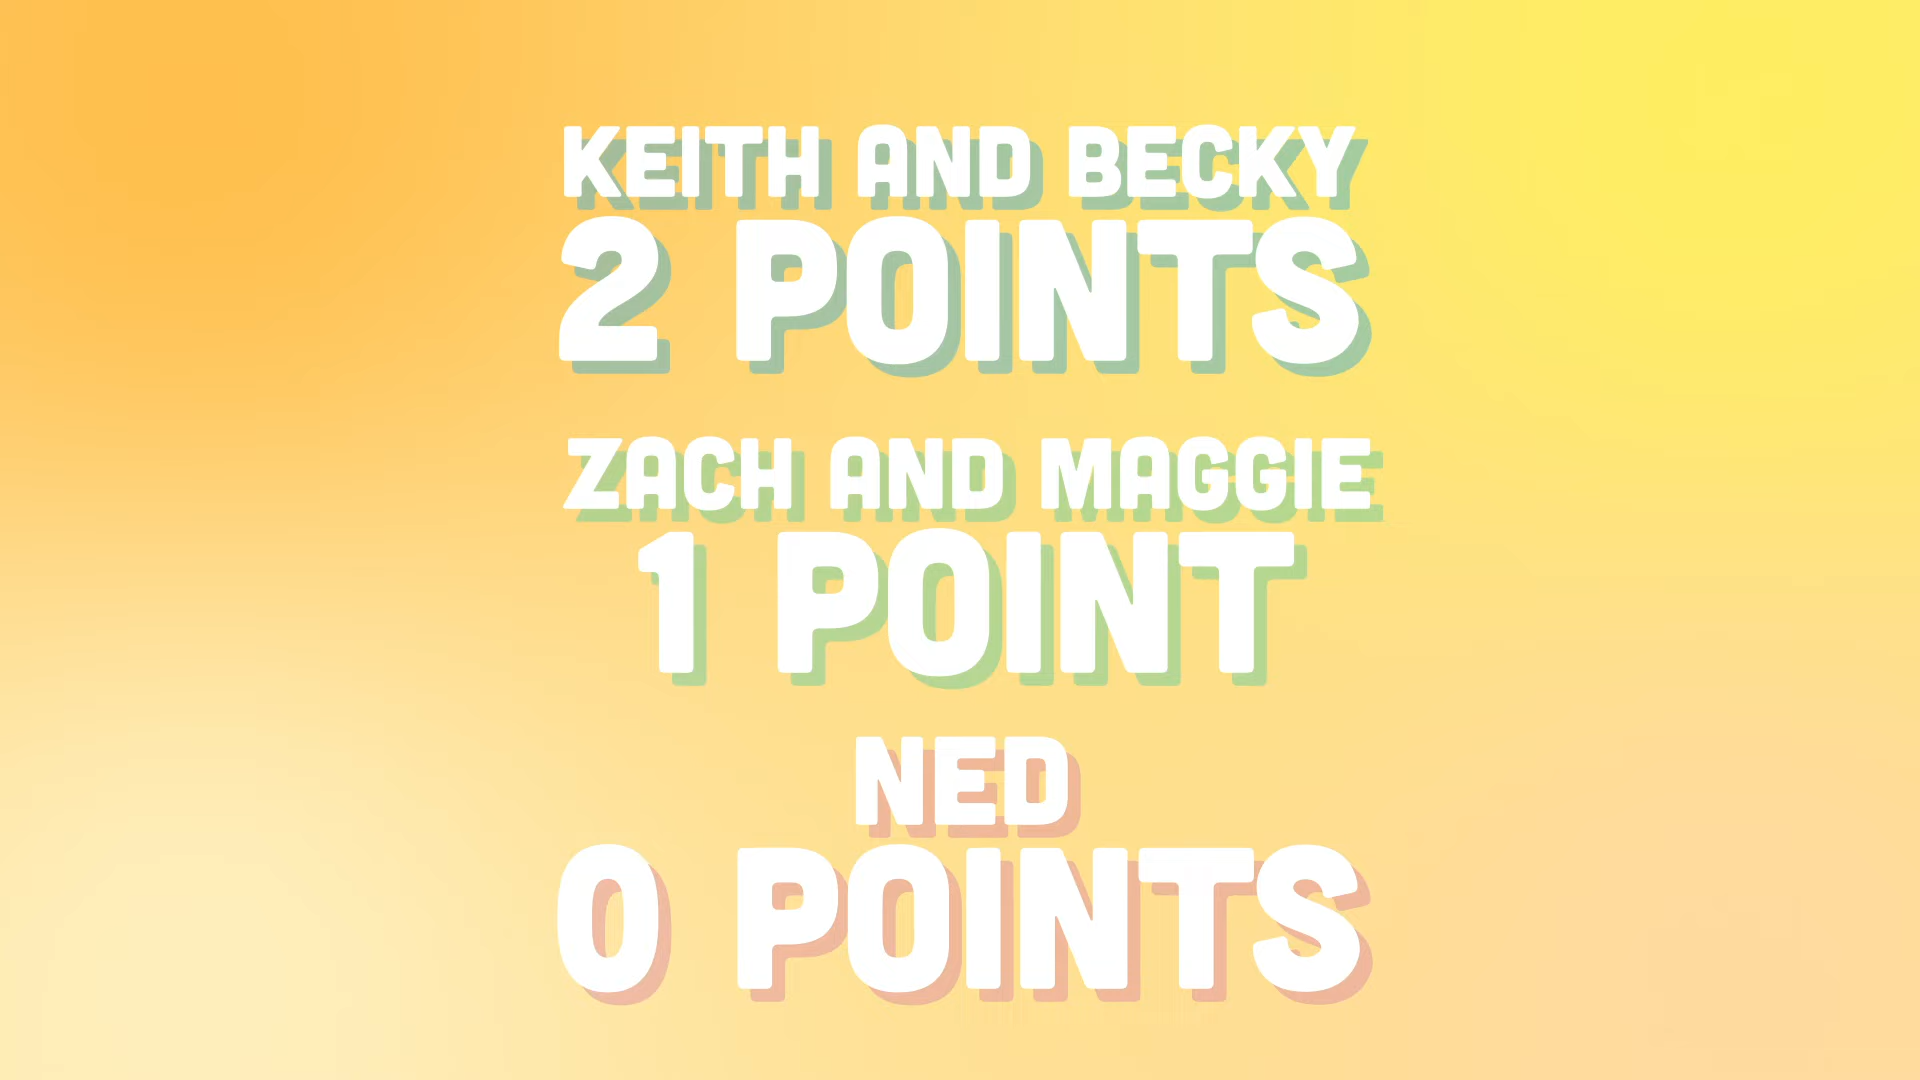 KEITH AND BECKY
2 POINTS
ZACH AND MAGGIE
1 POINT
NED
0 POINTS